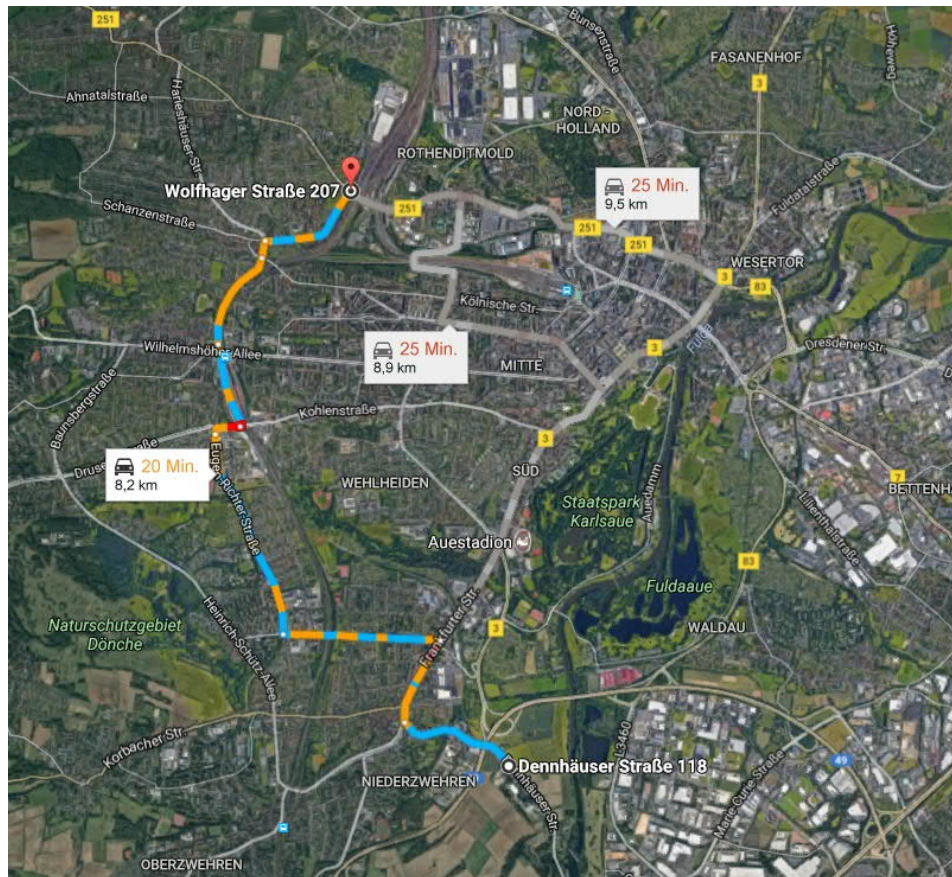 251
Bunsenstraße
FASANENHOF
Höheweg
3
Ahnatalstraße
Harleshäuser Str.
NORD -
HOLLAND
ROTHENDITMOLD
Wolfhager Straße 207
25 Min.
9,5 km
Fuldatalstraße
Schanzenstraße
251
251
251
WESERTOR
3
83
Kölnische Str.
Fulda
Wilhelmshöher Allee
25 Min.
8,9 km
MITTE
3
Dresdener Str.
Baunsbergstraße
Kohlenstraße
3
20 Min.
8,2 km
Eugen-Richter-Straße
WEHLHEIDEN
SÜD
7
BETTENHA
Staatspark
Karlsaue
Auedamm
Lilienthalstraße
Auestadion
Fuldaaue
83
Naturschutzgebiet
Dönche
Heinrich-Schütz-Allee
Frankfurter Str.
3
WALDAU
Korbacher Str.
L3460
NIEDERZWEHREN
Dennhäuser Straße 118
49
Marie-Curie-Straße
OBERZWEHREN